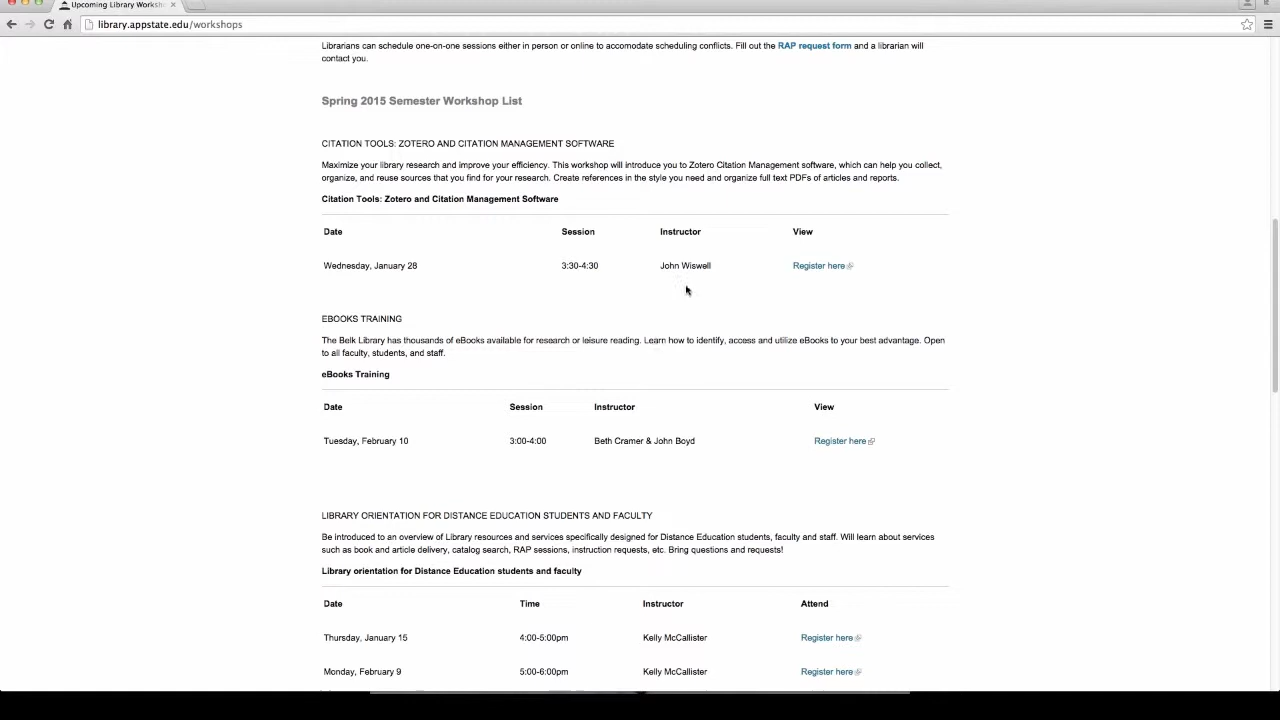 Upcoming Library Worksh
library.appstate.edu/workshops
Librarians can schedule one-on-one sessions either in person or online to accomodate scheduling conflicts. Fill out the RAP request form and a librarian will
contact you.
Spring 2015 Semester Workshop List
CITATION TOOLS: ZOTERO AND CITATION MANAGEMENT SOFTWARE
Maximize your library research and improve your efficiency. This workshop will introduce you to Zotero Citation Management software, which can help you collect,
organize, and reuse sources that you find for your research. Create references in the style you need and organize full text PDFs of articles and reports.
Citation Tools: Zotero and Citation Management Software
Date Session Instructor View
Wednesday, January 28 3:30-4:30 John Wiswell Register here
EBOOKS TRAINING
The Belk Library has thousands of eBooks available for research or leisure reading. Learn how to identify, access and utilize eBooks to your best advantage. Open
to all faculty, students, and staff.
eBooks Training
Date Session Instructor View
Tuesday, February 10 3:00-4:00 Beth Cramer & John Boyd Register here
LIBRARY ORIENTATION FOR DISTANCE EDUCATION STUDENTS AND FACULTY
Be introduced to an overview of Library resources and services specifically designed for Distance Education students, faculty and staff. Will learn about services
such as book and article delivery, catalog search, RAP sessions, instruction requests, etc. Bring questions and requests!
Library orientation for Distance Education students and faculty
Date Time Instructor Attend
Thursday, January 15 4:00-5:00pm Kelly McCallister Register here
Monday, February 9 5:00-6:00pm Kelly McCallister Register here